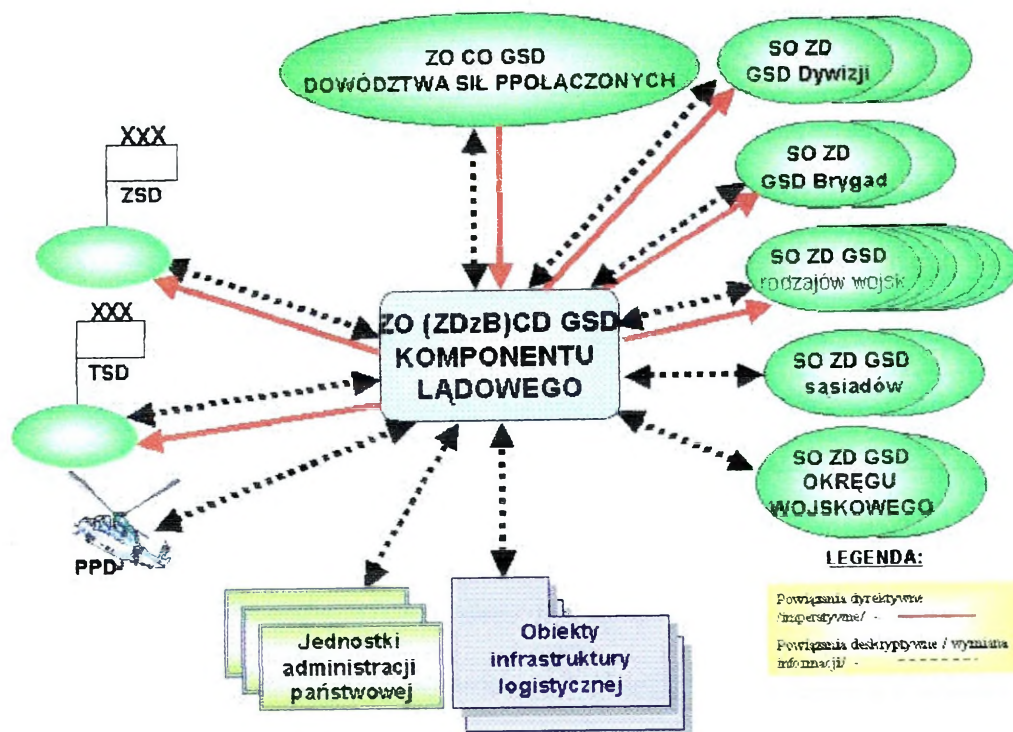 ZO CO GSD
DOWÓDZTWA SIŁ PPOŁĄCZONYCH
SO ZD
GSD Dywizji
XxX
ZSD
SO ZD
GSD Brygad
SO ZD GSD
rodzajów wojsk
XXX
TSD
ZO (ZDzB)CD GSD
KOMPONENTU
LĄDOWEGO
SO ZD GSD
sąsiadów
SO ZD GSD
OKRĘGU
WOJSKOWEGO
PPD
LEGENDA:
Powiązania dyrektywne
/imperatywne/ -
Powiązania deskryptywne / wymiana
informacji/ -
Jednostki
administracji
państwowej
Obiekty
infrastruktury
logistycznej